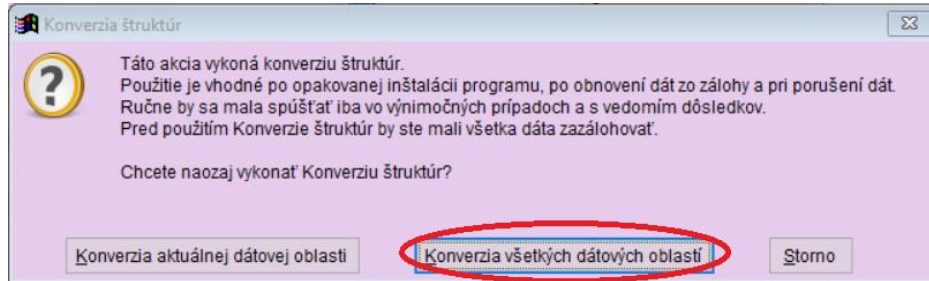 Konverzia štruktúr
Táto akcia vykoná konverziu štruktúr.
Použitie je vhodné po opakovanej inštalácii programu, po obnovení dát zo zálohy a pri porušení dát.
Ručne by sa mala spúšťať iba vo výnimočných prípadoch a s vedomím dôsledkov.
Pred použitím Konverzie štruktúr by ste mali všetka dáta zazálohovať.
Chcete naozaj vykonať Konverziu štruktúr?
Konverzia aktuálnej dátovej oblasti Konverzia všetkých dátových oblastí Storno